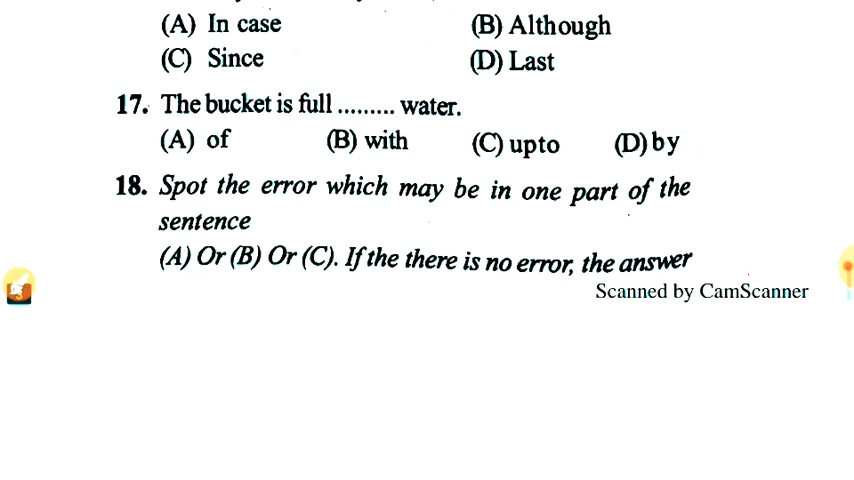 (A) In case (B) Although
(C) Since (D) Last
17. The bucket is full ......... water.
(A) of (B) with (C) upto (D) by
18. Spot the error which may be in one part of the
sentence
(A) Or (B) Or (C). If the there is no error, the answer
Scanned by CamScanner